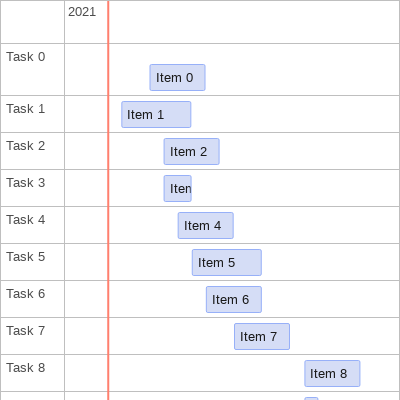 2021
Task 0
Item 0
Task 1
Item 1
Task 2
Item 2
Task 3
Iten
Task 4
Item 4
Task 5
Item 5
Task 6
Item 6
Task 7
Item 7
Task 8
Item 8